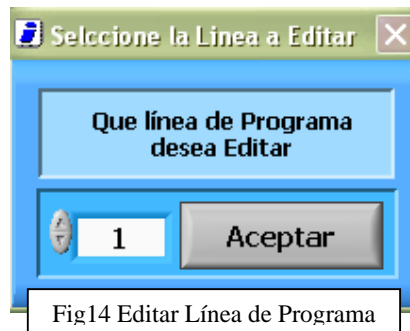 Selccione la Linea a Editar
Que línea de Programa
desea Editar
1
Aceptar
Fig14 Editar Línea de Programa